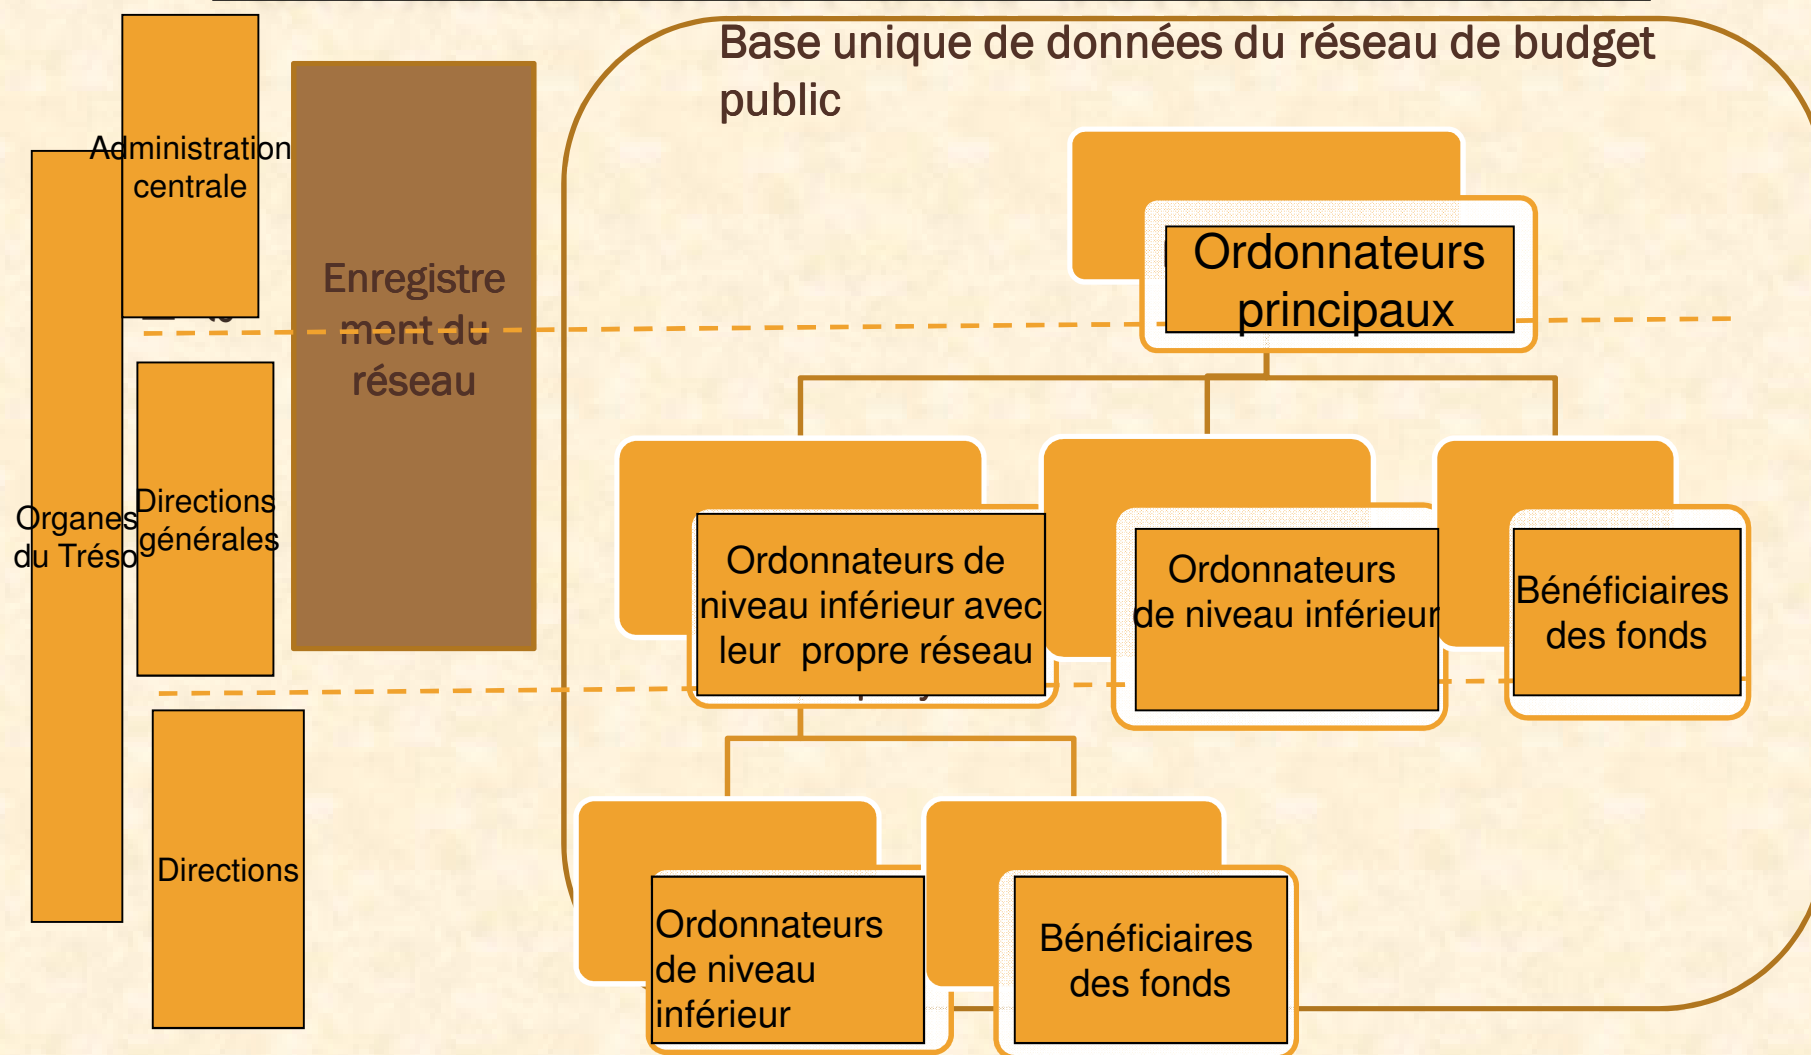 Base unique de données du réseau de budget
public
Administration
centrale
Enregistre
ment du
réseau
Organes
du Tréso
Directions
générales
Directions
Ordonnateurs
principaux
Ordonnateurs de
niveau inférieur avec
leur propre réseau
Ordonnateurs
de niveau inférieur
Bénéficiaires
des fonds
Ordonnateurs
de niveau
inférieur
Bénéficiaires
des fonds